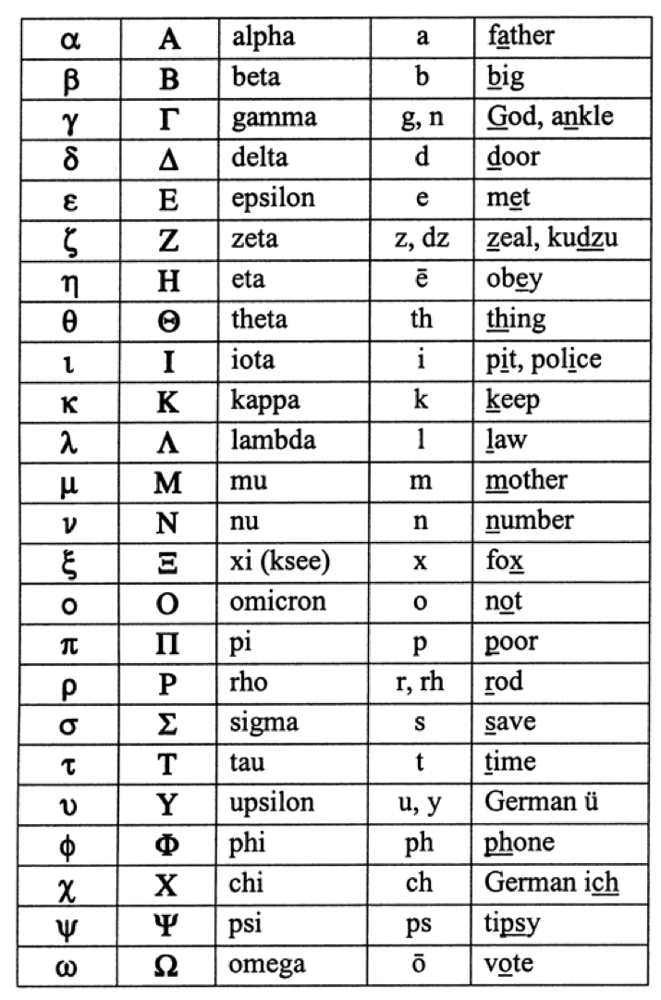 α Α alpha a father
β Β beta b big
γ Γ gamma g, n God, ankle
δ Δ delta d door
ε Ε epsilon e met
ζ Ζ zeta z, dz zeal, kudzu
η Η eta ē obey
θ Θ theta th thing
ι Ι iota i pit, police
κ Κ kappa k keep
λ Λ lambda l law
μ Μ mu m mother
ν Ν nu n number
ξ Ξ xi (ksee) x fox
ο Ο omicron o not
π Π pi p poor
ρ Ρ rho r, rh rod
σ Σ sigma s save
τ Τ tau t time
υ Υ upsilon u, y German ü
ϕ Φ phi ph phone
χ Χ chi ch German ich
ψ Ψ psi ps tipsy
ω Ω omega ō vote